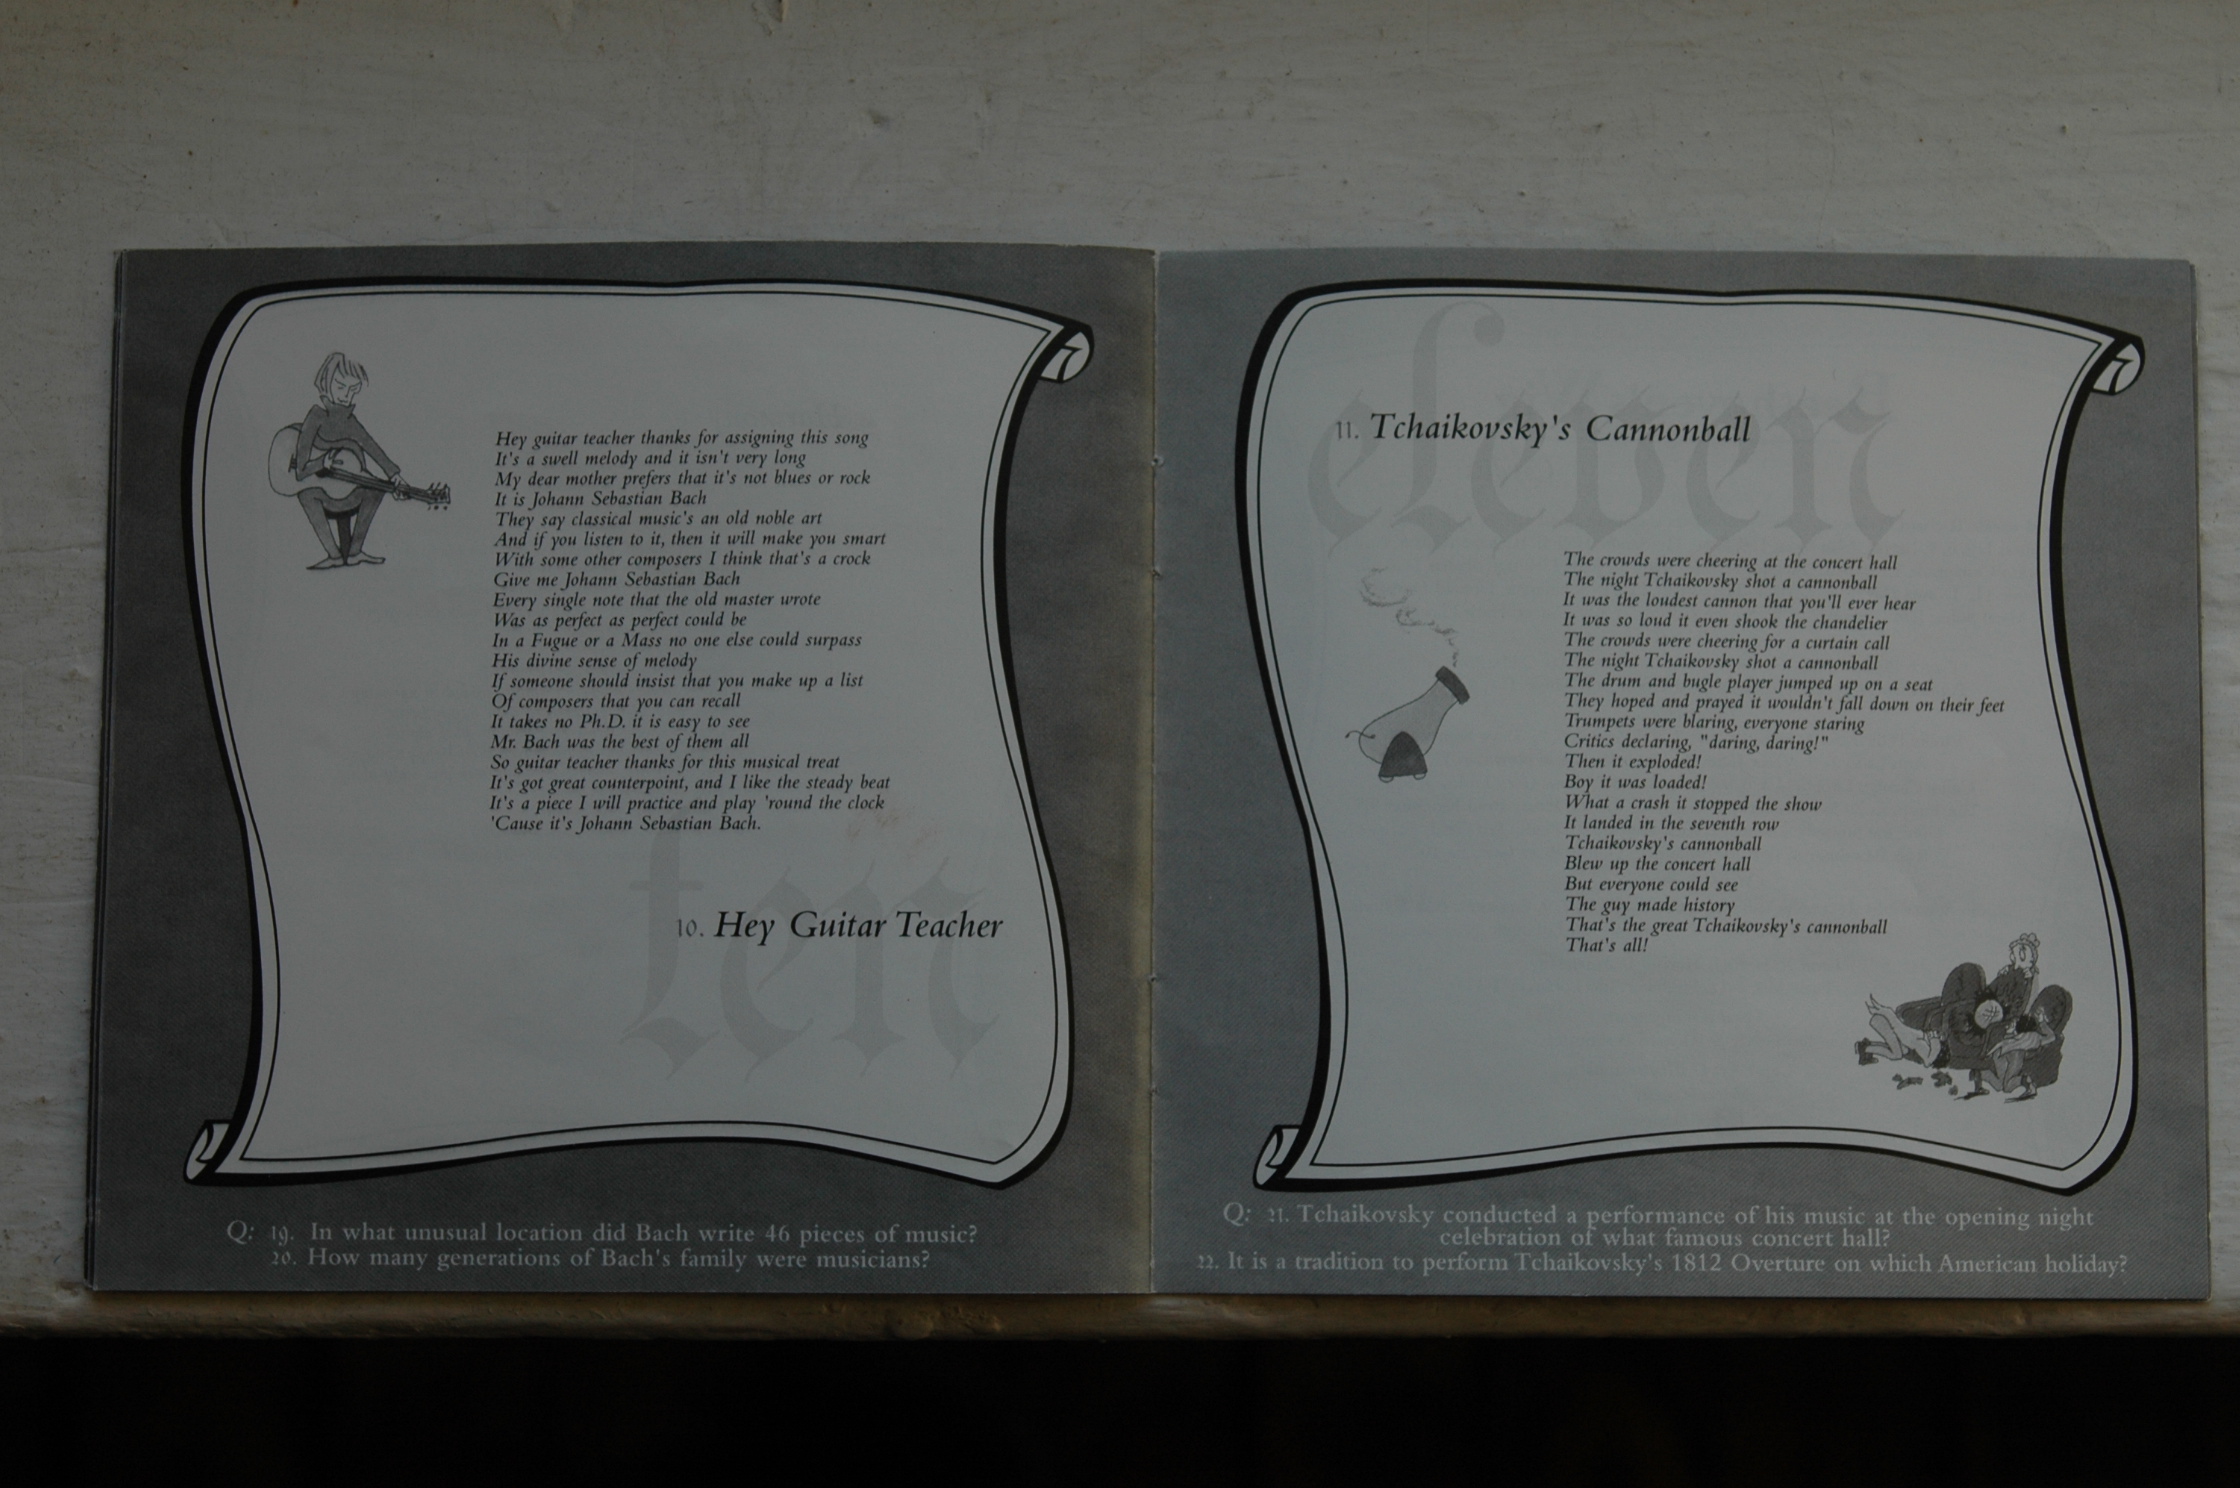 Hey guitar teacher thanks for assigning this song
It's a swell melody and it isn't very long
My dear mother prefers that it's not blues or rock
It is Johann Sebastian Bach
They say classical music's an old noble art
And if you listen to it, then it will make you smart
With some other composers I think that's a crock
Give me Johann Sebastian Bach
Every single note that the old master wrote
Was as perfect as perfect could be
In a Fugue or a Mass no one else could surpass
His divine sense of melody
If someone should insist that you make up a list
Of composers that you can recall
It takes no Ph.D. it is easy to see
Mr. Bach was the best of them all
So guitar teacher thanks for this musical treat
It's got great counterpoint, and I like the steady beat
It's a piece I will practice and play 'round the clock
'Cause it's Johann Sebastian Bach.
ten
10. Hey Guitar Teacher
Q: 19. In what unusual location did Bach write 46 pieces of music?
20. How many generations of Bach's family were musicians?
eleven
11. Tchaikovsky's Cannonball
The crowds were cheering at the concert hall
The night Tchaikovsky shot a cannonball
It was the loudest cannon that you'll ever hear
It was so loud it even shook the chandelier
The crowds were cheering for a curtain call
The night Tchaikovsky shot a cannonball
The drum and bugle player jumped up on a seat
They hoped and prayed it wouldn't fall down on their feet
Trumpets were blaring, everyone staring
Critics declaring, "daring, daring!"
Then it exploded!
Boy it was loaded!
What a crash it stopped the show
It landed in the seventh row
Tchaikovsky's cannonball
Blew up the concert hall
But everyone could see
The guy made history
That's the great Tchaikovsky's cannonball
That's all!
Q: 21. Tchaikovsky conducted a performance of his music at the opening night
celebration of what famous concert hall?
22. It is a tradition to perform Tchaikovsky's 1812 Overture on which American holiday?